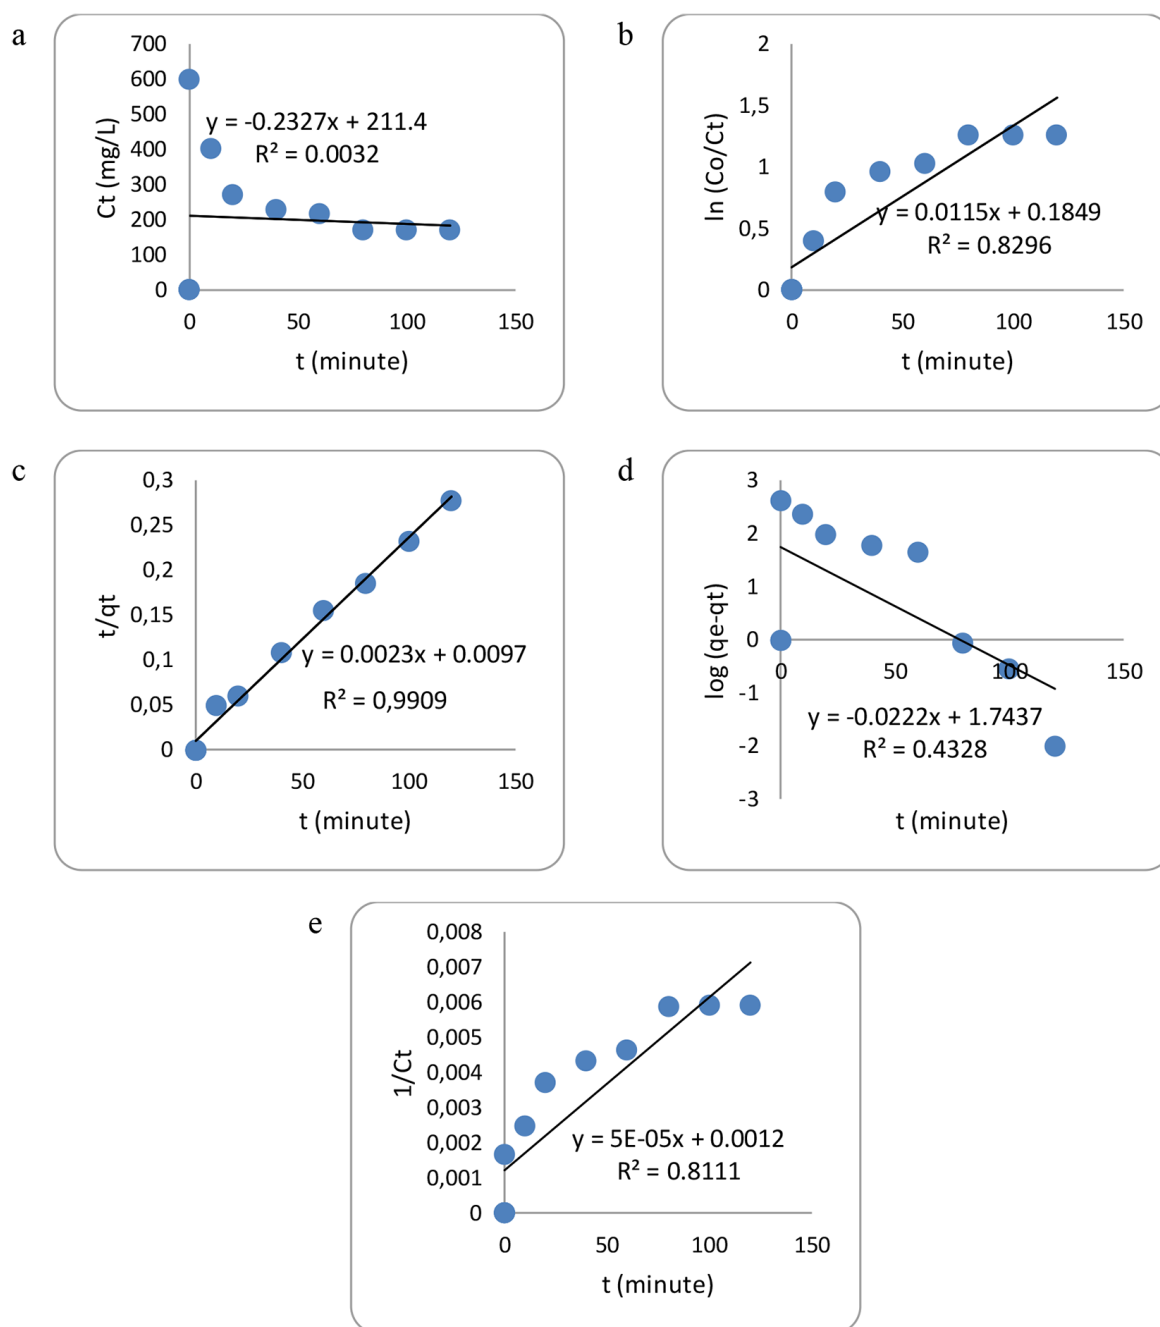 a
700
600
500
400
300
200
100
0
Ct (mg/L)
y = -0.2327x + 211.4
R² = 0.0032
0 50 100 150
t (minute)
b
2
1,5
1
0,5
0
ln (Co/Ct)
y = 0.0115x + 0.1849
R² = 0.8296
0 50 100 150
t (minute)
c
0,3
0,25
0,2
0,15
0,1
0,05
0
t/qt
y = 0.0023x + 0.0097
R² = 0,9909
0 50 100 150
t (minute)
d
3
2
1
0
-1
-2
-3
log (qe-qt)
0 50 100 150
y = -0.0222x + 1.7437
R² = 0.4328
t (minute)
e
0,008
0,007
0,006
0,005
0,004
0,003
0,002
0,001
0
1/Ct
y = 5E-05x + 0.0012
R² = 0.8111
0 50 100 150
t (minute)